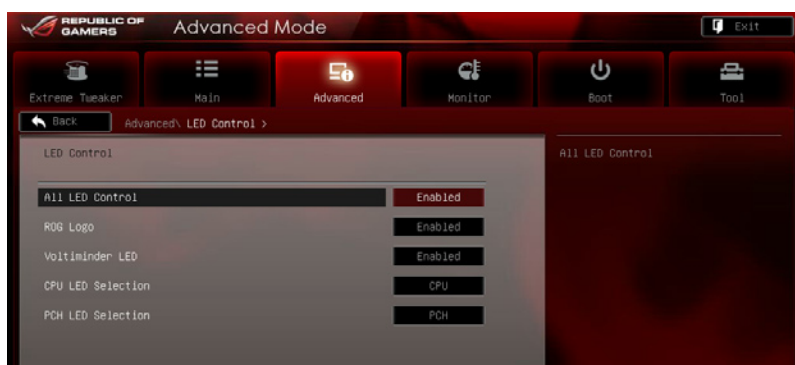 REPUBLIC OF
GAMERS
Advanced Mode
Exit
Extreme Tweaker
Main
Advanced
Monitor
Boot
Tool
Back
Advanced\ LED Control >
LED Control
All LED Control
All LED Control Enabled
ROG Logo Enabled
Voltiminder LED Enabled
CPU LED Selection CPU
PCH LED Selection PCH